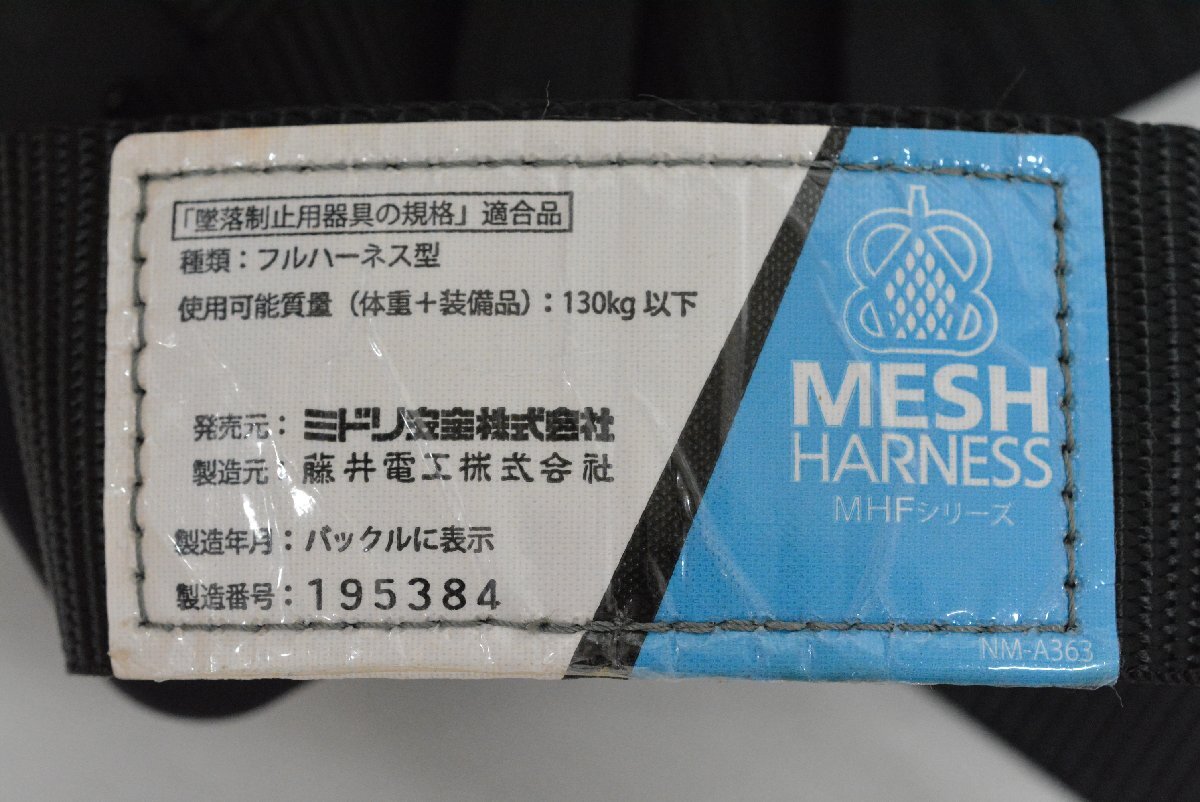 「墜落制止用器具の規格」適合品
種類：フルハーネス型
使用可能質量（体重＋装備品）：130kg 以下
発売元：ミドリ安全株式会社
製造元：藤井電工株式会社
製造年月：バックルに表示
製造番号：195384
MESH
HARNESS
MHFシリーズ
NM-A363